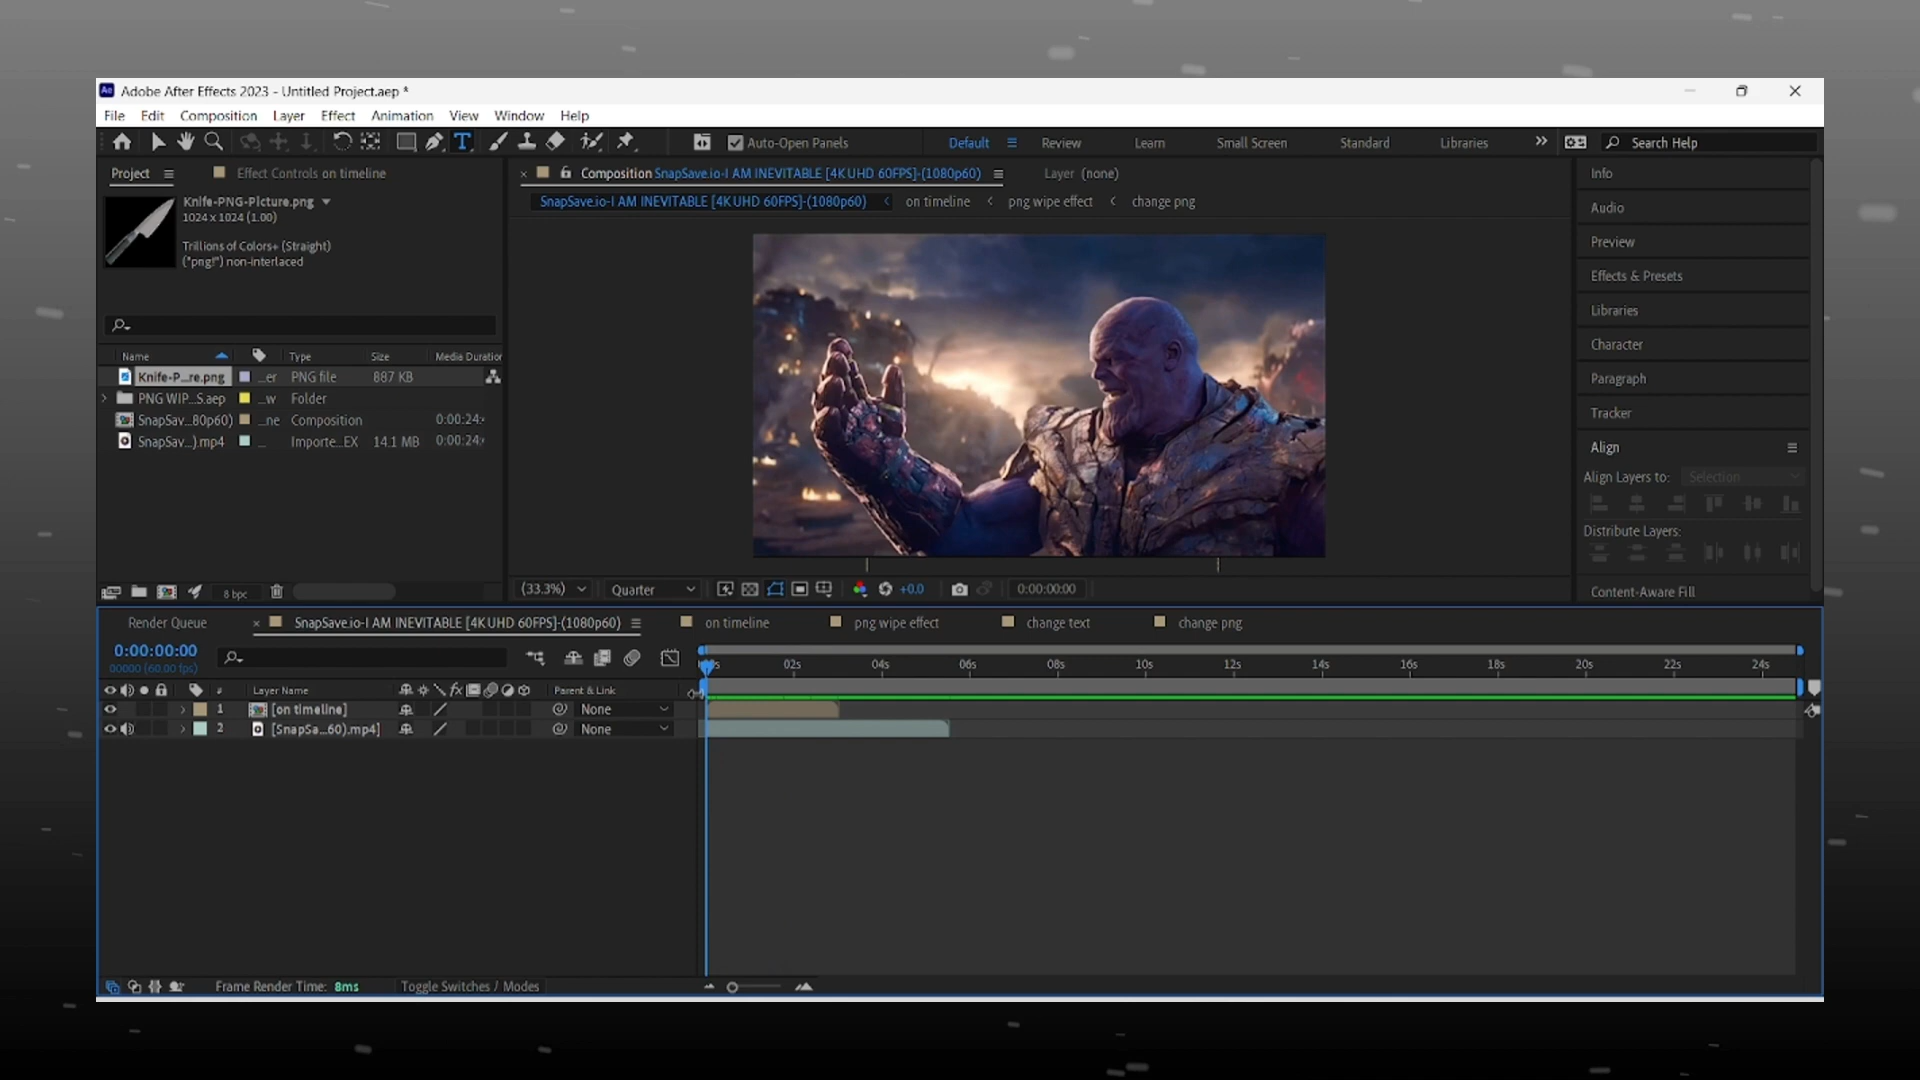 Adobe After Effects 2023 - Untitled Project.aep *
File Edit Composition Layer Effect Animation View Window Help
Auto-Open Panels Default Review Learn Small Screen Standard Libraries Search Help
Project Effect Controls on timeline
Knife-PNG-Picture.png
1024 x 1024 (1.00)
Trillions of Colors+ (Straight)
("png!") non-interlaced
Name Type Size Media Duration
Knife-P...re.png ...er PNG file 887 KB
PNG WIP...S.aep ...w Folder
SnapSav...80p60) ...ne Composition 0:00:24
SnapSav...).mp4 ... Importe...EX 14.1 MB 0:00:24
8 bpc
Composition SnapSave.io-I AM INEVITABLE [4K UHD 60FPS]-(1080p60) Layer (none)
SnapSave.io-I AM INEVITABLE [4K UHD 60FPS]-(1080p60) < on timeline < png wipe effect < change png
(33.3%) Quarter +0.0 0:00:00:00
Info
Audio
Preview
Effects & Presets
Libraries
Character
Paragraph
Tracker
Align
Align Layers to: Selection
Distribute Layers:
Content-Aware Fill
Render Queue SnapSave.io-I AM INEVITABLE [4K UHD 60FPS]-(1080p60) on timeline png wipe effect change text change png
0:00:00:00
00000 (60.00 fps)
02s 04s 06s 08s 10s 12s 14s 16s 18s 20s 22s 24s
# Layer Name fx Parent & Link
1 [on timeline] None
2 [SnapSa...60).mp4] None
Frame Render Time: 8ms Toggle Switches / Modes